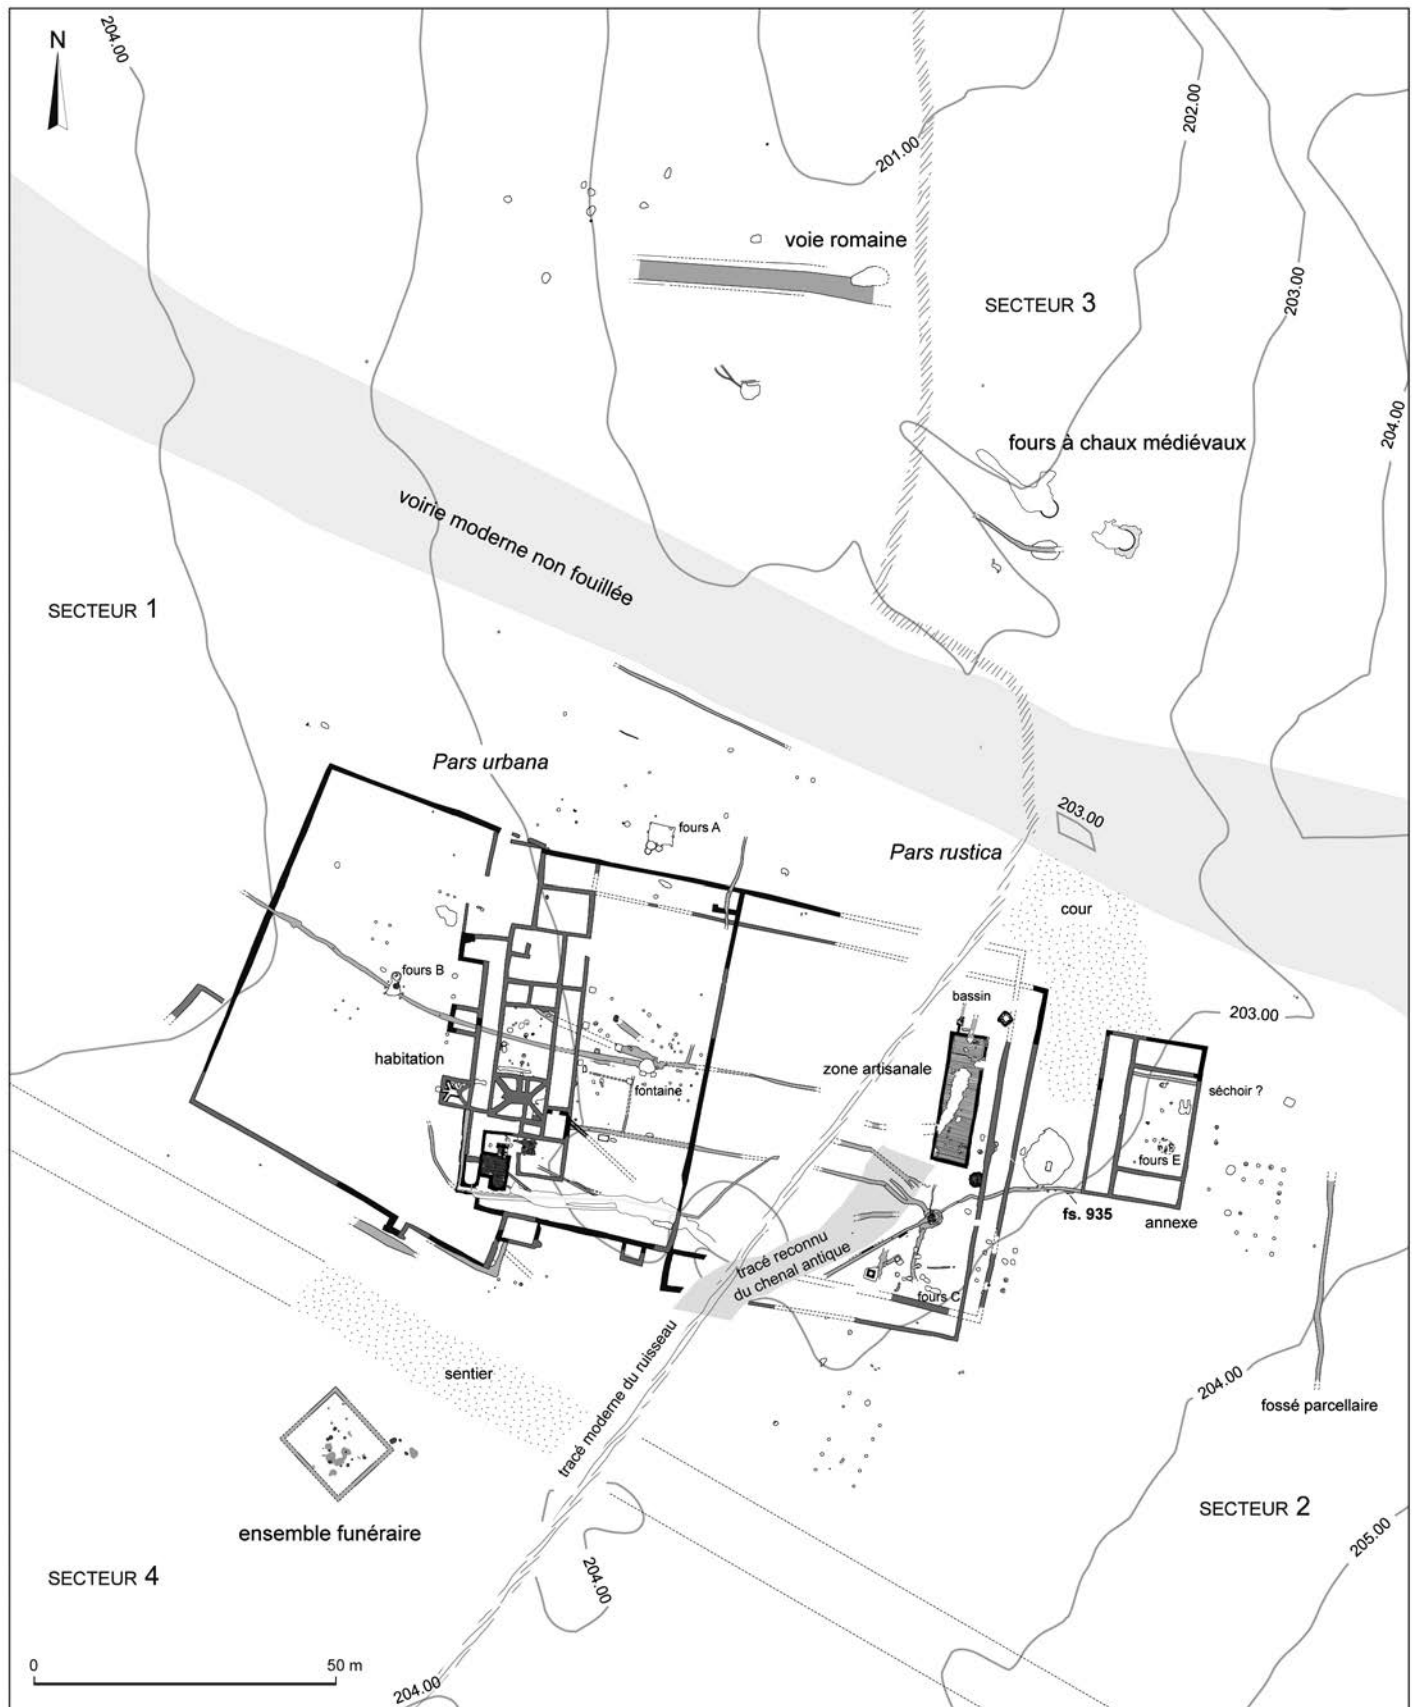 204.00
N
202.00
201.00
voie romaine
SECTEUR 3
203.00
204.00
fours à chaux médiévaux
voirie moderne non fouillée
SECTEUR 1
Pars urbana
203.00
fours A
Pars rustica
cour
fours B
bassin
203.00
habitation
zone artisanale
séchoir ?
fontaine
fours E
fs. 935
annexe
tracé reconnu
du chenal antique
fours C
sentier
tracé moderne du ruisseau
204.00
fossé parcellaire
ensemble funéraire
SECTEUR 2
205.00
SECTEUR 4
204.00
0 50 m
204.00